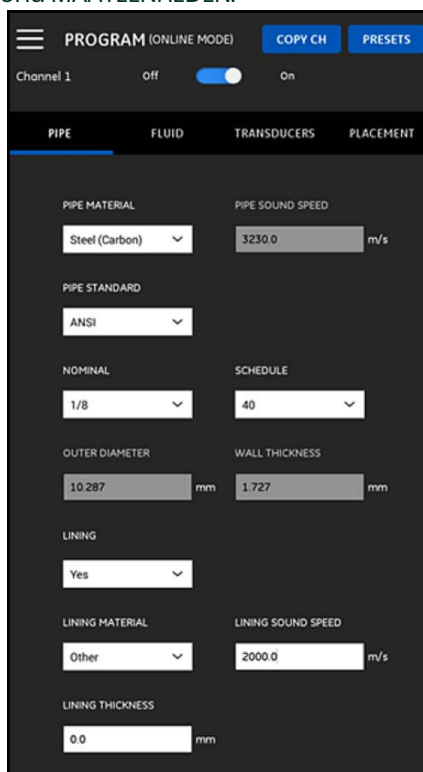 MAATEENHEDEN.
PROGRAM (ONLINE MODE) COPY CH PRESETS
Channel 1 Off On
PIPE FLUID TRANSDUCERS PLACEMENT
PIPE MATERIAL PIPE SOUND SPEED
Steel (Carbon) 3230.0 m/s
PIPE STANDARD
ANSI
NOMINAL SCHEDULE
1/8 40
OUTER DIAMETER WALL THICKNESS
10.287 mm 1.727 mm
LINING
Yes
LINING MATERIAL LINING SOUND SPEED
Other 2000.0 m/s
LINING THICKNESS
0.0 mm